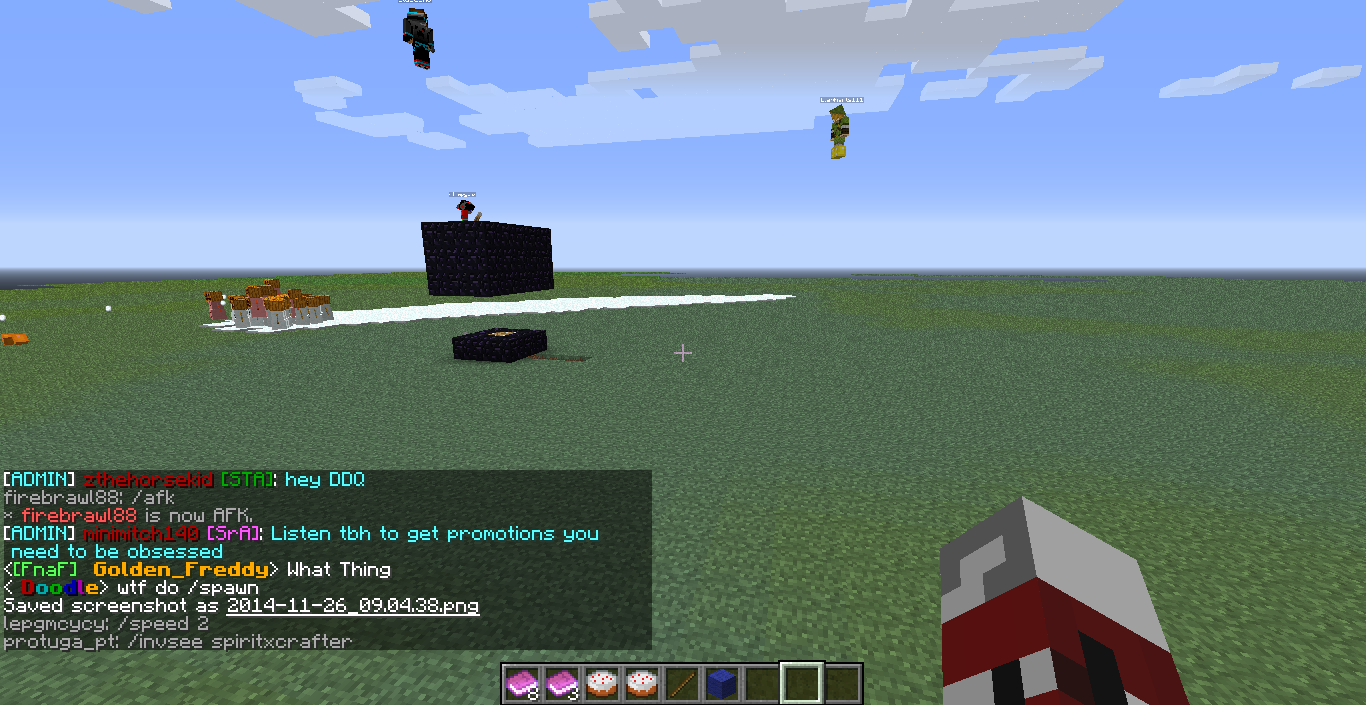 [ADMIN] zthehorsekid [STA]: hey DDQ
firebrawl88: /afk
× firebrawl88 is now AFK.
[ADMIN] minimitch140 [SrA]: Listen tbh to get promotions you
need to be obsessed
<[FnaF] Golden_Freddy> What Thing
< Doodle> wtf do /spawn
Saved screenshot as 2014-11-26_09.04.38.png
lepgmcycy: /speed 2
protuga_pt: /invsee spiritxcrafter
8 3